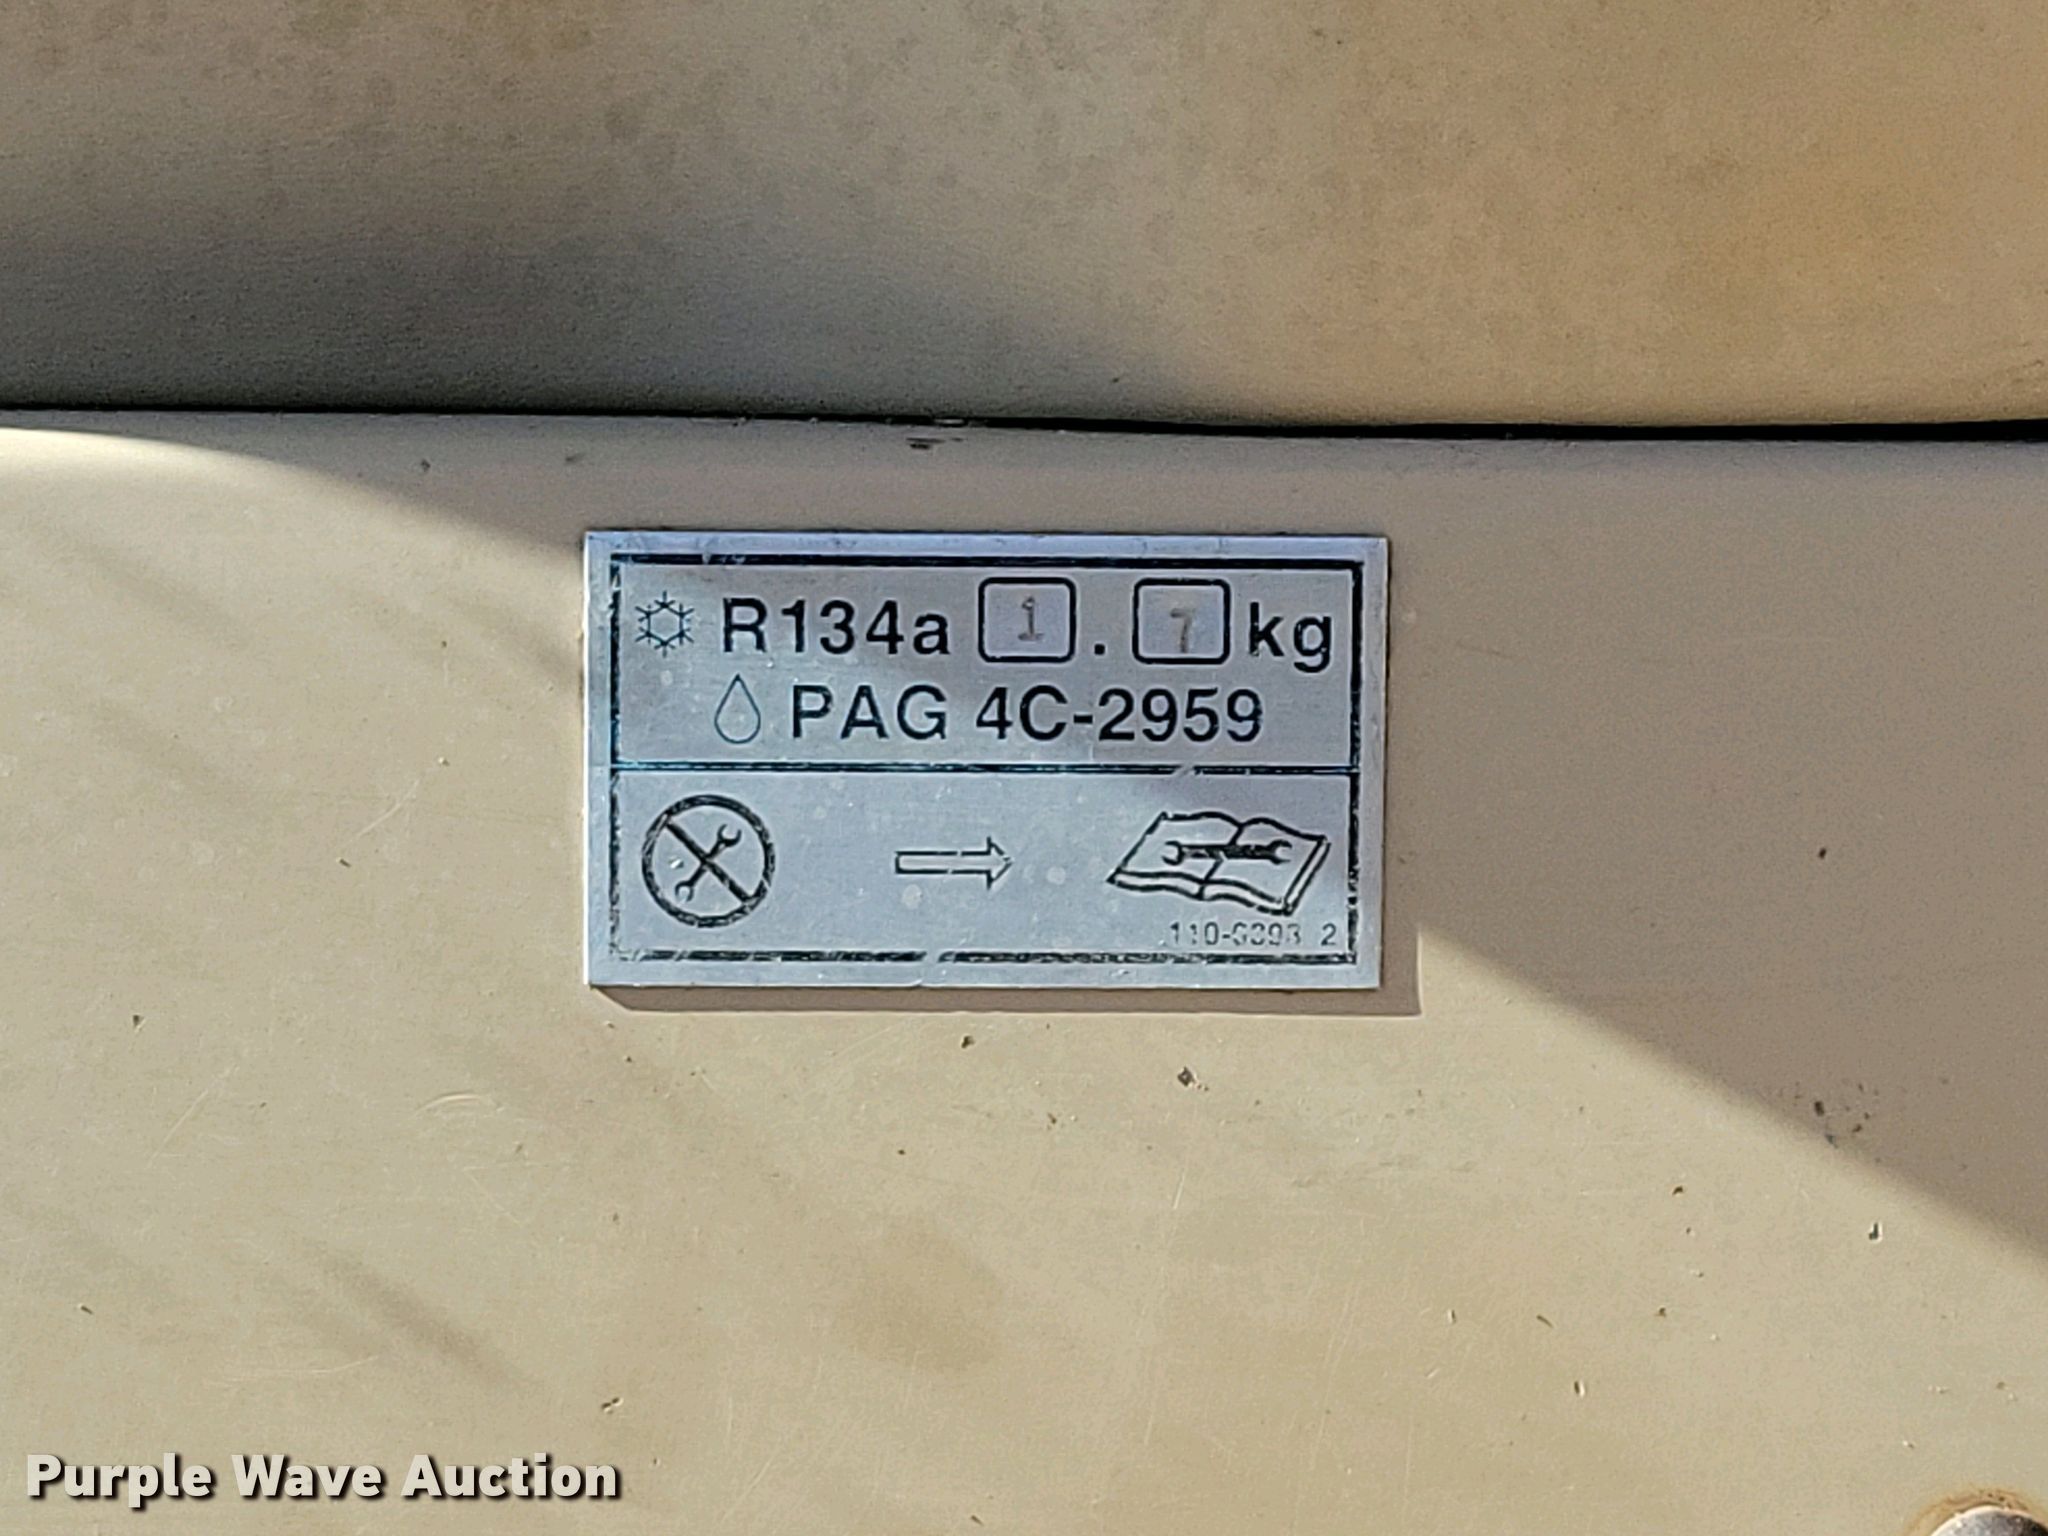 R134a 1.7 kg
PAG 4C-2959
Purple Wave Auction